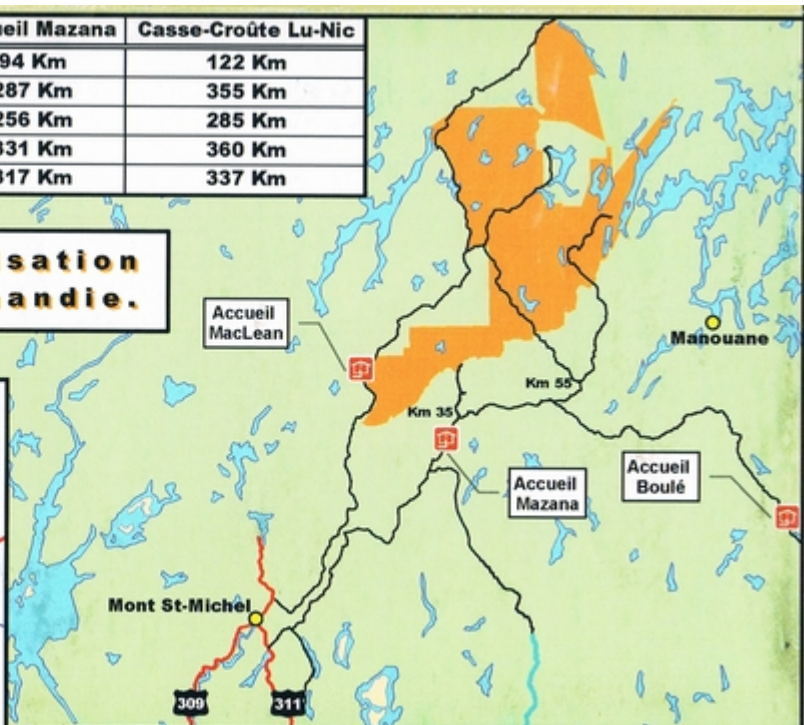 eil Mazana Casse-Croûte Lu-Nic
94 Km 122 Km
287 Km 355 Km
256 Km 285 Km
331 Km 360 Km
317 Km 337 Km
sation
andie.
Accueil
MacLean
Manouane
Km 55
Km 35
Accueil
Boulé
Accueil
Mazana
Mont St-Michel
309
311